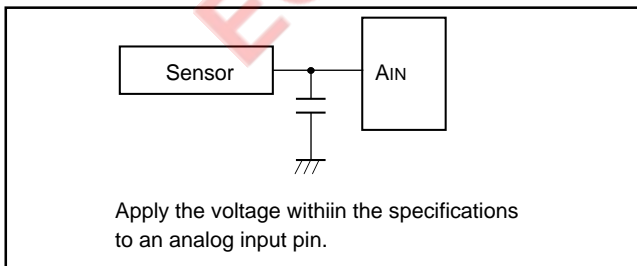 Sensor
AIN
Apply the voltage withiin the specifications
to an analog input pin.